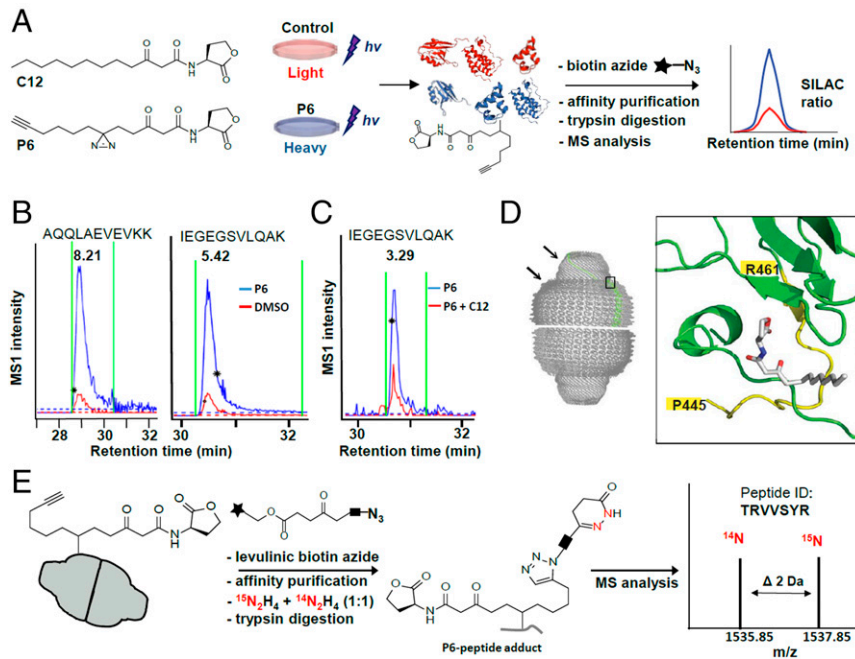 A
C12
P6
Control
Light
hv
P6
Heavy
hv
- biotin azide ★–N₃
- affinity purification
- trypsin digestion
- MS analysis
SILAC
ratio
Retention time (min)
B
AQQLAEVEVKK
8.21
P6
DMSO
MS1 intensity
28 30 32
Retention time (min)
IEGEGSVLQAK
5.42
P6
DMSO
30 32
C
IEGEGSVLQAK
3.29
P6
P6 + C12
MS1 intensity
30 32
Retention time (min)
D
R461
P445
E
N₃
- levulinic biotin azide
- affinity purification
- ¹⁵N₂H₄ + ¹⁴N₂H₄ (1:1)
- trypsin digestion
P6-peptide adduct
MS analysis
Peptide ID:
TRVVSYR
¹⁴N ¹⁵N
Δ 2 Da
1535.85 1537.85
m/z